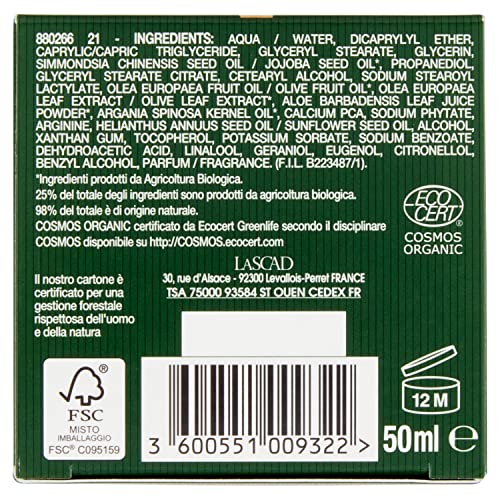 880266 21 - INGREDIENTS: AQUA / WATER, DICAPRYLYL ETHER,
CAPRYLIC/CAPRIC TRIGLYCERIDE, GLYCERYL STEARATE, GLYCERIN,
SIMMONDSIA CHINENSIS SEED OIL / JOJOBA SEED OIL*, PROPANEDIOL,
GLYCERYL STEARATE CITRATE, CETEARYL ALCOHOL, SODIUM STEAROYL
LACTYLATE, OLEA EUROPAEA FRUIT OIL / OLIVE FRUIT OIL*, OLEA EUROPAEA
LEAF EXTRACT / OLIVE LEAF EXTRACT*, ALOE BARBADENSIS LEAF JUICE
POWDER*, ARGANIA SPINOSA KERNEL OIL*, CALCIUM PCA, SODIUM PHYTATE,
ARGININE, HELIANTHUS ANNUUS SEED OIL / SUNFLOWER SEED OIL, ALCOHOL,
XANTHAN GUM, TOCOPHEROL, POTASSIUM SORBATE, SODIUM BENZOATE,
DEHYDROACETIC ACID, LINALOOL, GERANIOL, EUGENOL, CITRONELLOL,
BENZYL ALCOHOL, PARFUM / FRAGRANCE. (F.I.L. B223487/1).
*Ingredienti prodotti da Agricoltura Biologica.
25% del totale degli ingredienti sono prodotti da agricoltura biologica.
98% del totale è di origine naturale.
COSMOS ORGANIC certificato da Ecocert Greenlife secondo il disciplinare
COSMOS disponibile su http://COSMOS.ecocert.com
ECO
CERT
COSMOS
ORGANIC
LASCAD
30, rue d'Alsace - 92300 Levallois-Perret FRANCE
TSA 75000 93584 ST OUEN CEDEX FR
Il nostro cartone è
certificato per una
gestione forestale
rispettosa dell'uomo
e della natura
FSC
MISTO
IMBALLAGGIO
FSC® C095159
3 600551 009322 >
12 M
50ml e